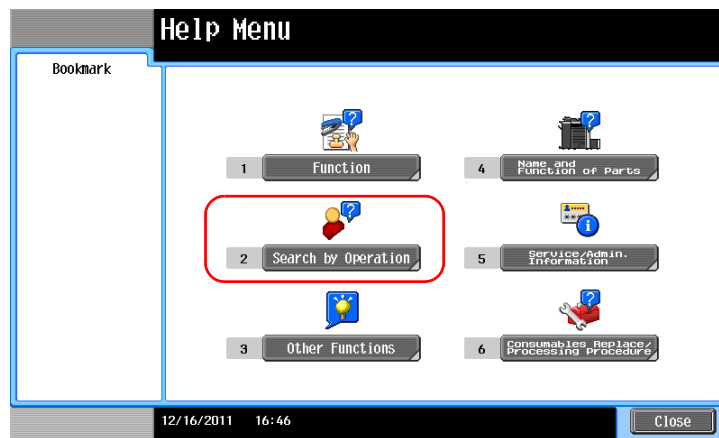 Help Menu
Bookmark
1 Function
2 Search by Operation
3 Other Functions
4 Name and
Function of Parts
5 Service/Admin.
Information
6 Consumables Replace/
Processing Procedure
12/16/2011 16:46
Close